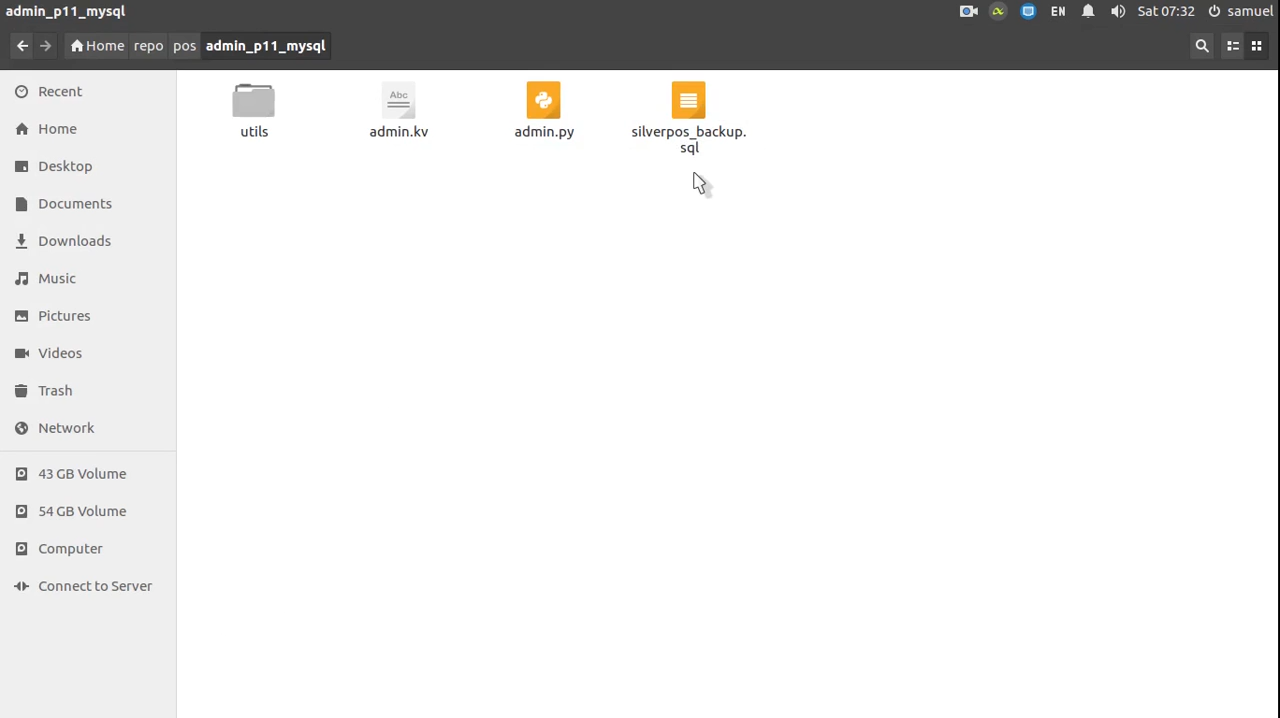 admin_p11_mysql
EN
Sat 07:32
samuel
Home
repo
pos
admin_p11_mysql
Recent
Home
Desktop
Documents
Downloads
Music
Pictures
Videos
Trash
Network
43 GB Volume
54 GB Volume
Computer
Connect to Server
utils
Abc
admin.kv
admin.py
silverpos_backup.
sql